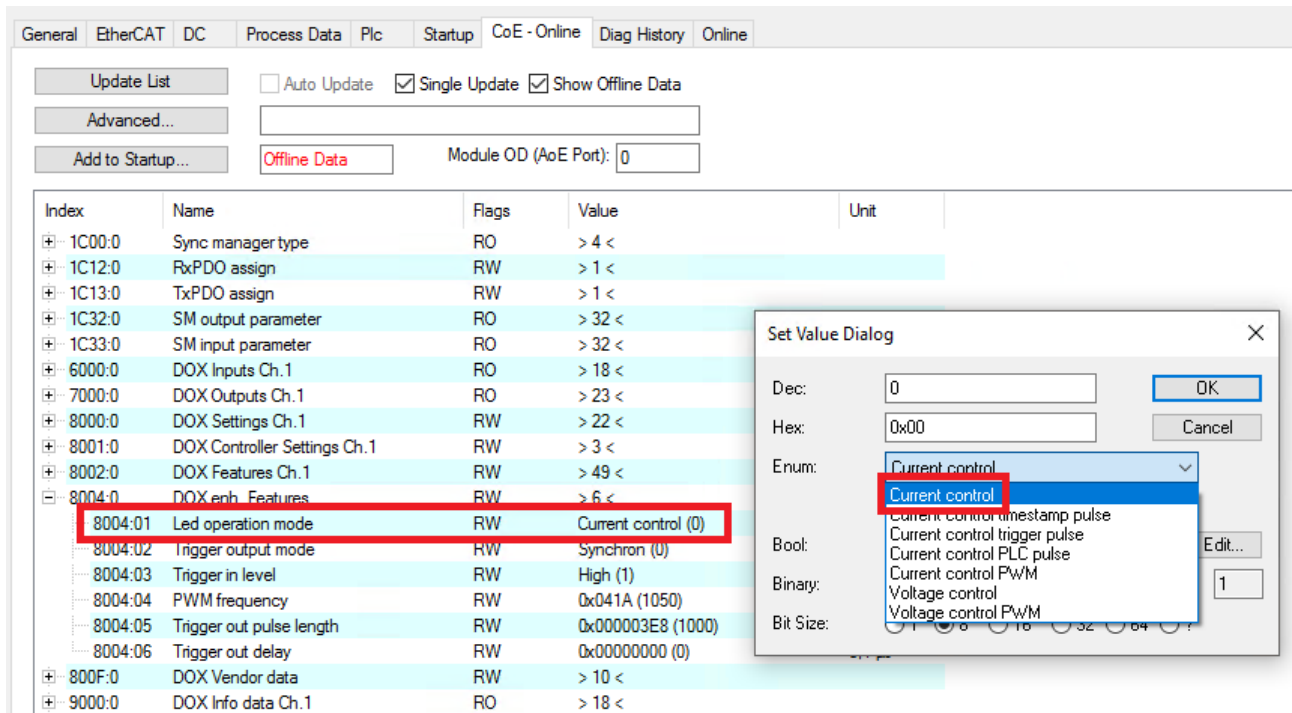 General EtherCAT DC Process Data Plc Startup CoE - Online Diag History Online
Update List Auto Update Single Update Show Offline Data
Advanced...
Add to Startup... Offline Data Module OD (AoE Port): 0
Index Name Flags Value Unit
1C00:0 Sync manager type RO > 4 <
1C12:0 RxPDO assign RW > 1 <
1C13:0 TxPDO assign RW > 1 <
1C32:0 SM output parameter RO > 32 <
1C33:0 SM input parameter RO > 32 <
6000:0 DOX Inputs Ch.1 RO > 18 <
7000:0 DOX Outputs Ch.1 RO > 23 <
8000:0 DOX Settings Ch.1 RW > 22 <
8001:0 DOX Controller Settings Ch.1 RW > 3 <
8002:0 DOX Features Ch.1 RW > 49 <
8004:0 DOX enh. Features RW > 6 <
8004:01 Led operation mode RW Current control (0)
8004:02 Trigger output mode RW Synchron (0)
8004:03 Trigger in level RW High (1)
8004:04 PWM frequency RW 0x041A (1050)
8004:05 Trigger out pulse length RW 0x000003E8 (1000)
8004:06 Trigger out delay RW 0x00000000 (0)
800F:0 DOX Vendor data RW > 10 <
9000:0 DOX Info data Ch.1 RO > 18 <
Set Value Dialog
Dec: 0 OK
Hex: 0x00 Cancel
Enum: Current control
Current control
Current control timestamp pulse
Current control trigger pulse
Current control PLC pulse
Current control PWM
Voltage control
Voltage control PWM
Bool: Edit...
Binary: 1
Bit Size: 1 8 16 32 64 ?